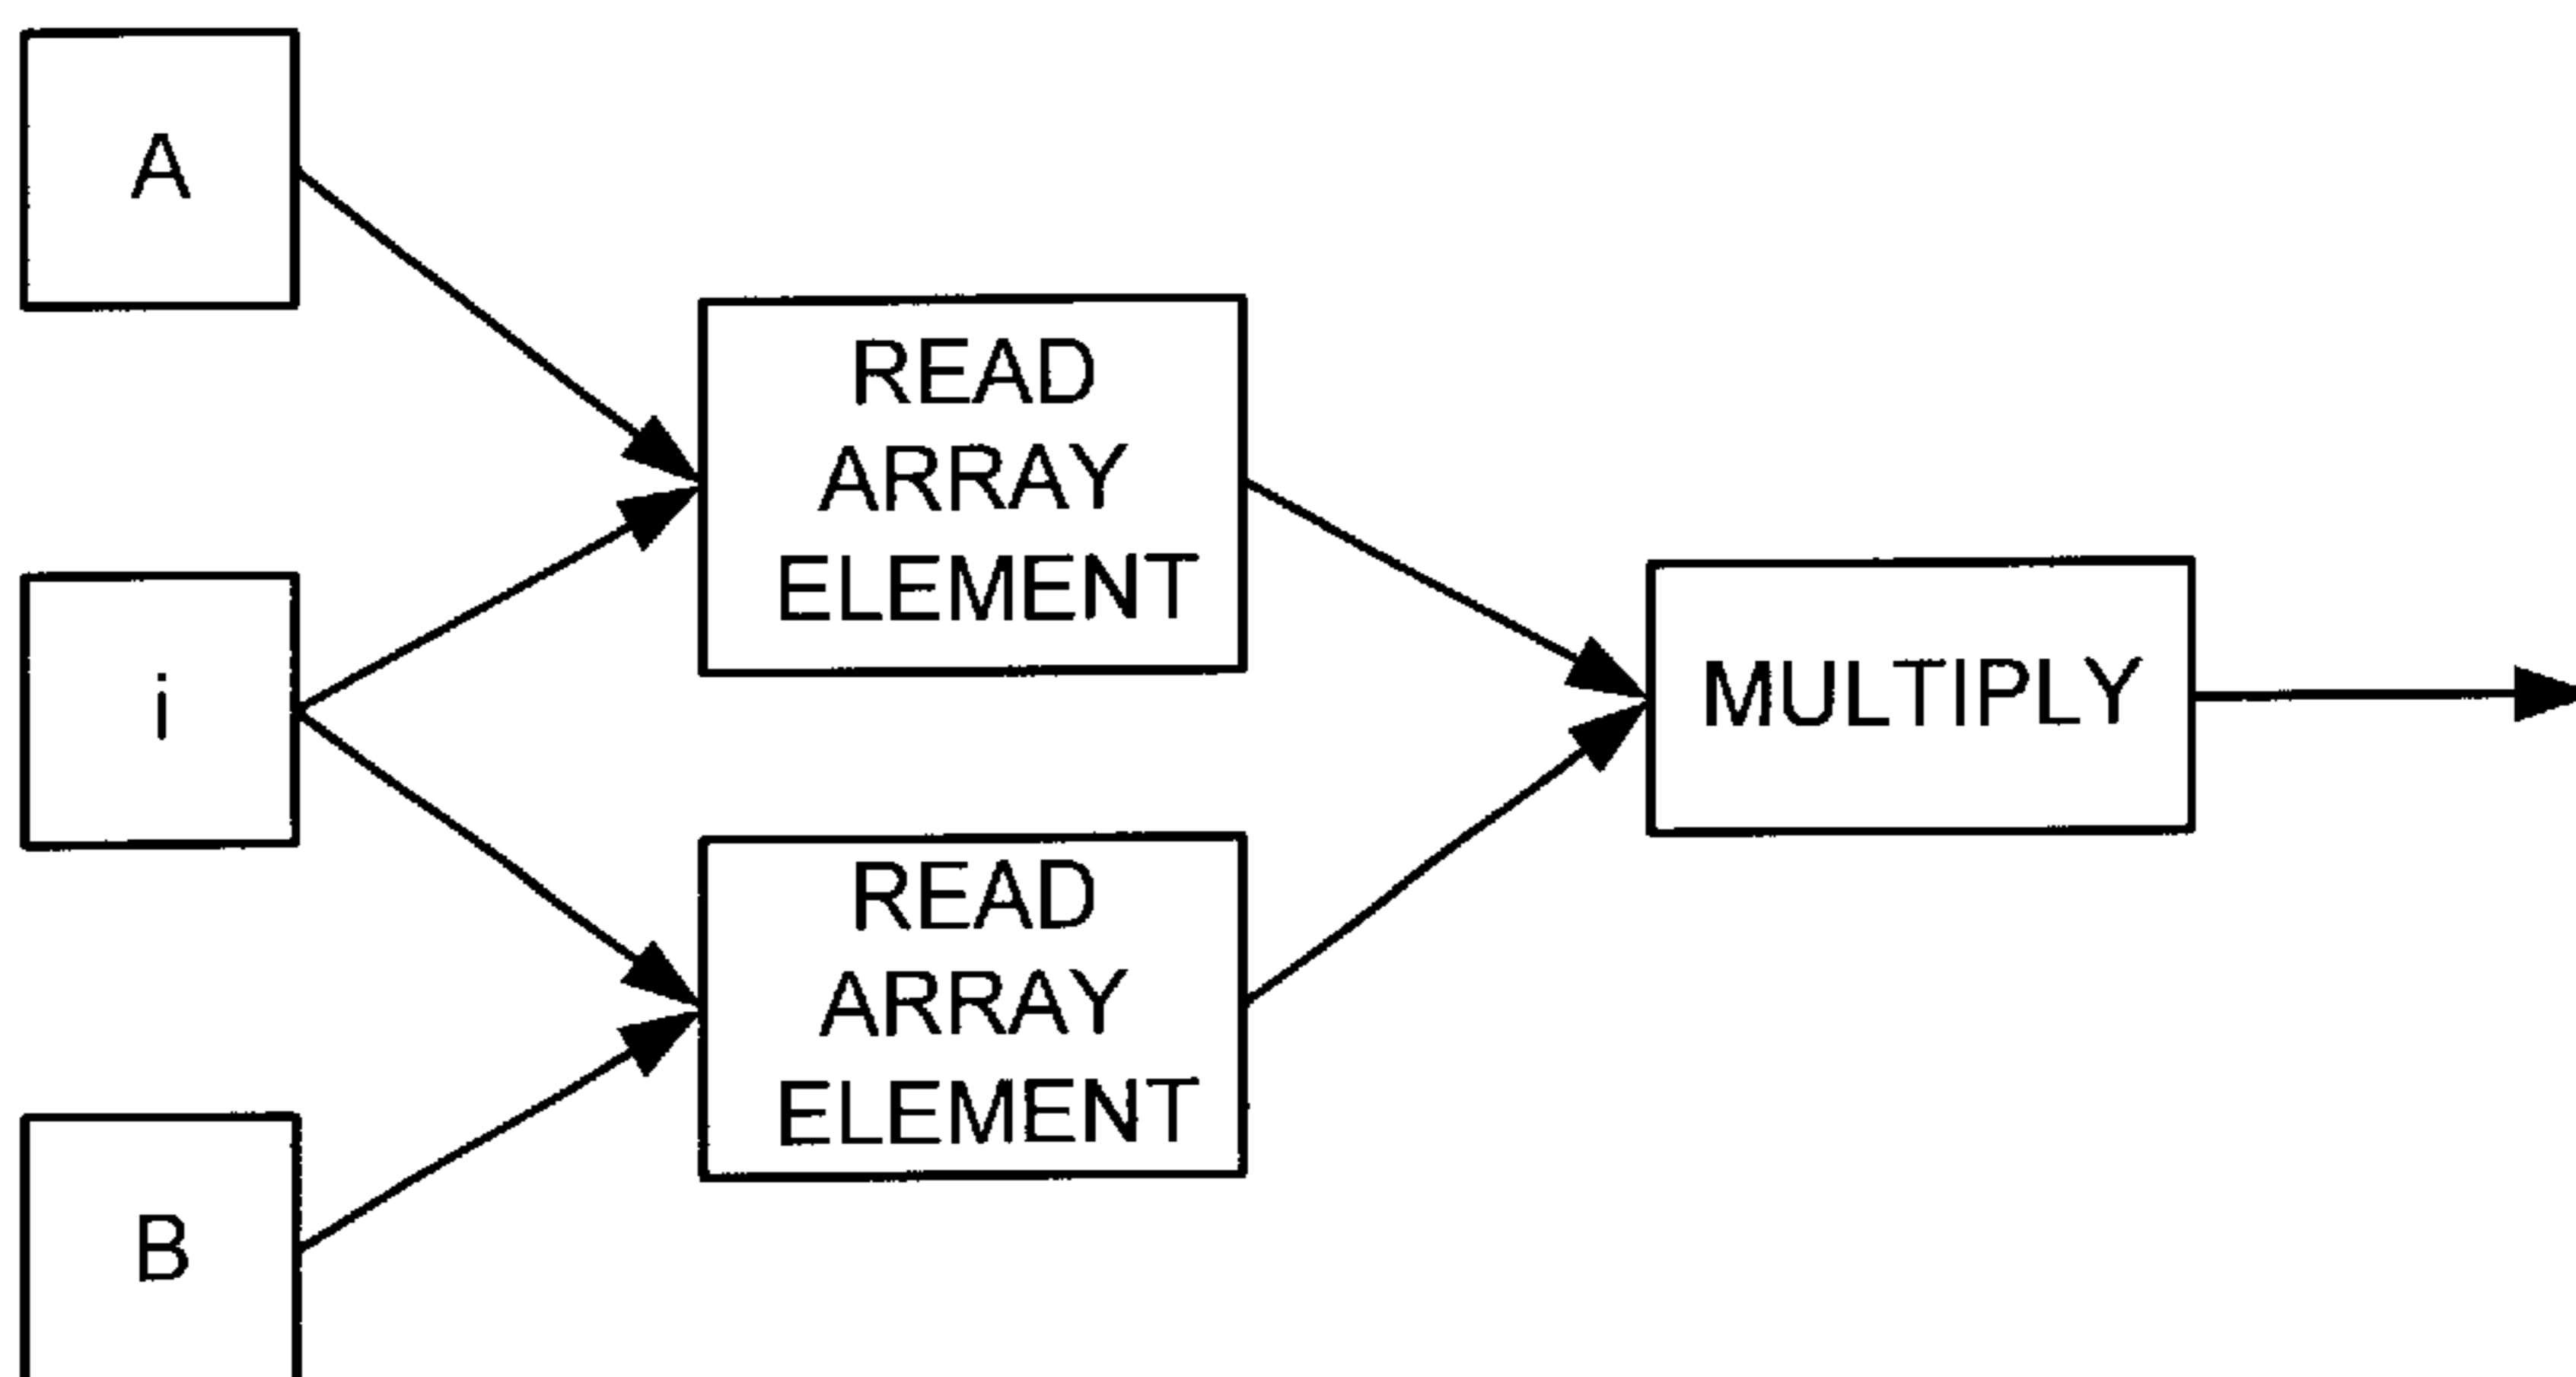 A
READ
ARRAY
ELEMENT
i
MULTIPLY
READ
ARRAY
ELEMENT
B